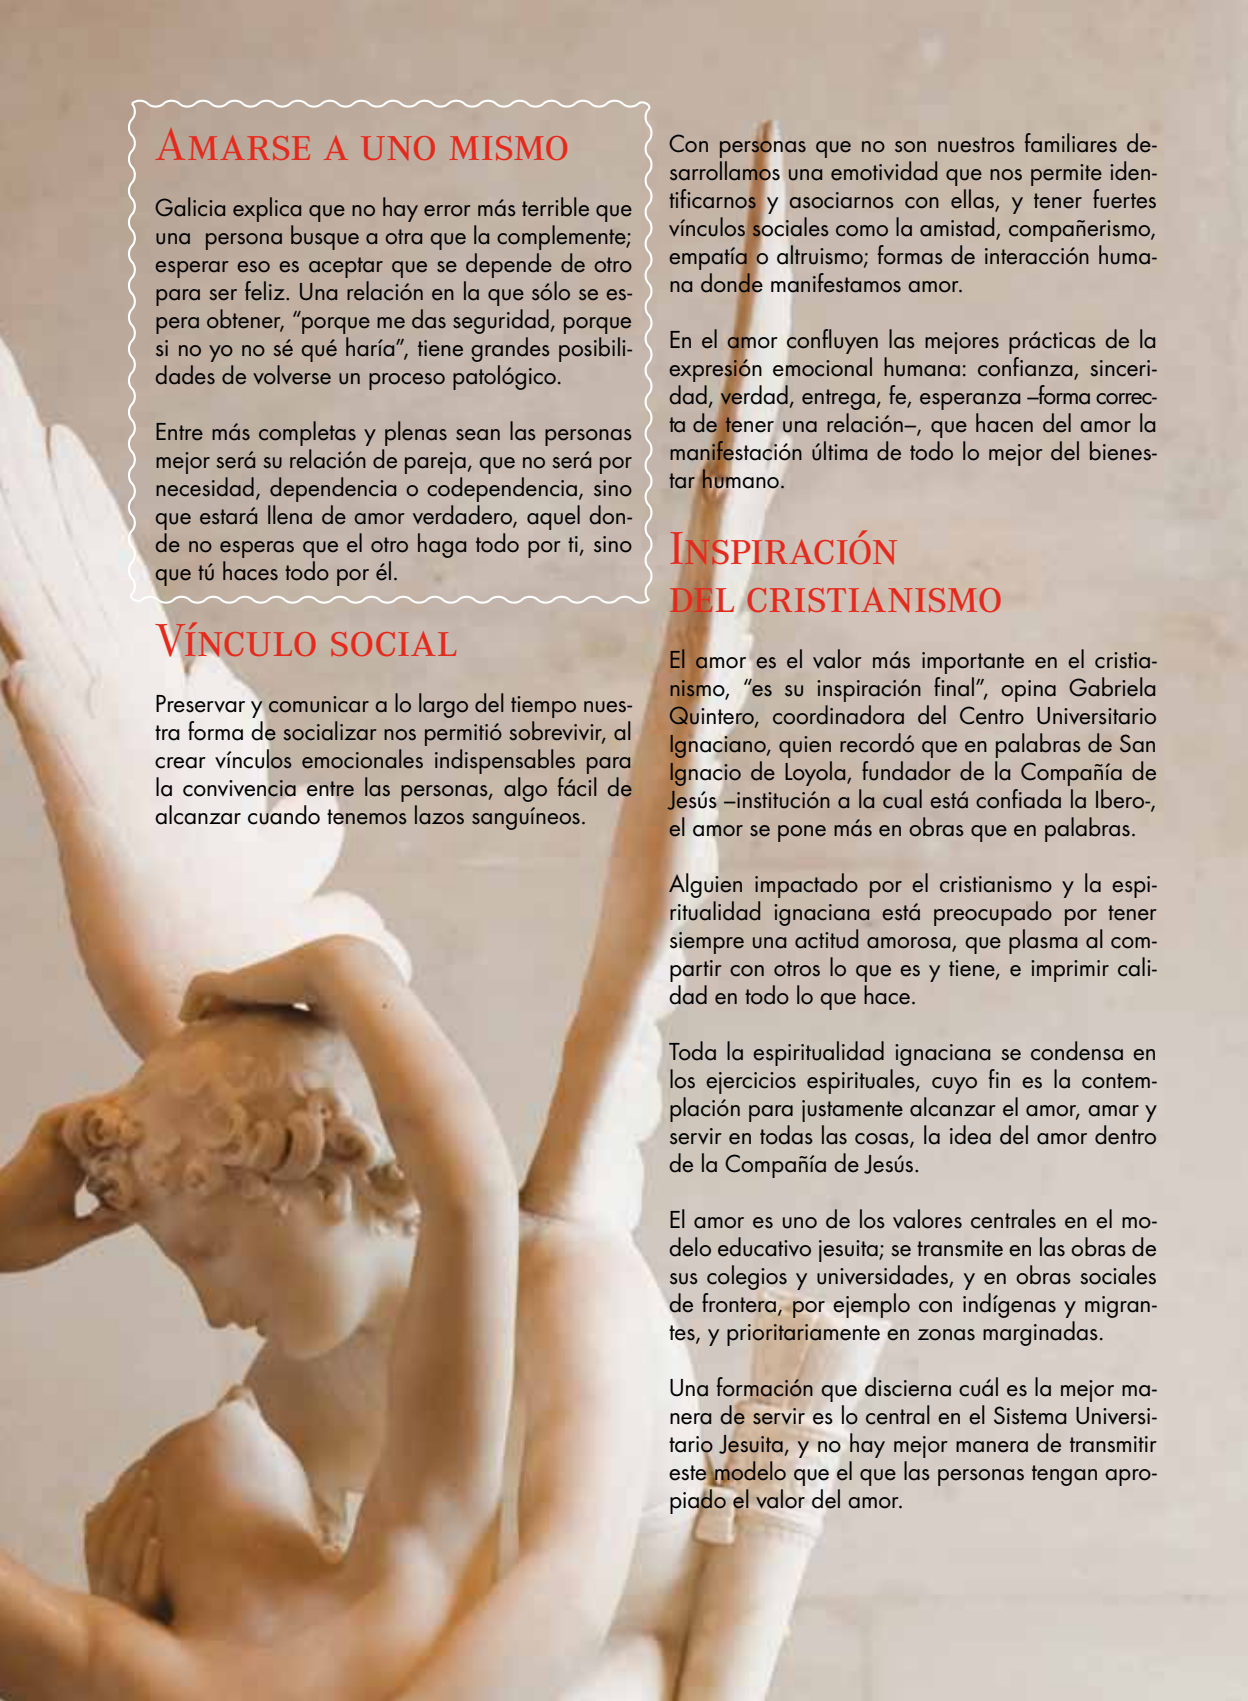 Amarse a uno mismo
Galicia explica que no hay error más terrible que
una persona busque a otra que la complemente;
esperar eso es aceptar que se depende de otro
para ser feliz. Una relación en la que sólo se es-
pera obtener, “porque me das seguridad, porque
si no yo no sé qué haría”, tiene grandes posibili-
dades de volverse un proceso patológico.
Entre más completas y plenas sean las personas
mejor será su relación de pareja, que no será por
necesidad, dependencia o codependencia, sino
que estará llena de amor verdadero, aquel don-
de no esperas que el otro haga todo por ti, sino
que tú haces todo por él.
Vínculo social
Preservar y comunicar a lo largo del tiempo nues-
tra forma de socializar nos permitió sobrevivir, al
crear vínculos emocionales indispensables para
la convivencia entre las personas, algo fácil de
alcanzar cuando tenemos lazos sanguíneos.
Con personas que no son nuestros familiares de-
sarrollamos una emotividad que nos permite iden-
tificarnos y asociarnos con ellas, y tener fuertes
vínculos sociales como la amistad, compañerismo,
empatía o altruismo; formas de interacción huma-
na donde manifestamos amor.
En el amor confluyen las mejores prácticas de la
expresión emocional humana: confianza, sinceri-
dad, verdad, entrega, fe, esperanza –forma correc-
ta de tener una relación–, que hacen del amor la
manifestación última de todo lo mejor del bienes-
tar humano.
Inspiración
del cristianismo
El amor es el valor más importante en el cristia-
nismo, “es su inspiración final”, opina Gabriela
Quintero, coordinadora del Centro Universitario
Ignaciano, quien recordó que en palabras de San
Ignacio de Loyola, fundador de la Compañía de
Jesús –institución a la cual está confiada la Ibero-,
el amor se pone más en obras que en palabras.
Alguien impactado por el cristianismo y la espi-
ritualidad ignaciana está preocupado por tener
siempre una actitud amorosa, que plasma al com-
partir con otros lo que es y tiene, e imprimir cali-
dad en todo lo que hace.
Toda la espiritualidad ignaciana se condensa en
los ejercicios espirituales, cuyo fin es la contem-
plación para justamente alcanzar el amor, amar y
servir en todas las cosas, la idea del amor dentro
de la Compañía de Jesús.
El amor es uno de los valores centrales en el mo-
delo educativo jesuita; se transmite en las obras de
sus colegios y universidades, y en obras sociales
de frontera, por ejemplo con indígenas y migran-
tes, y prioritariamente en zonas marginadas.
Una formación que discierna cuál es la mejor ma-
nera de servir es lo central en el Sistema Universi-
tario Jesuita, y no hay mejor manera de transmitir
este modelo que el que las personas tengan apro-
piado el valor del amor.